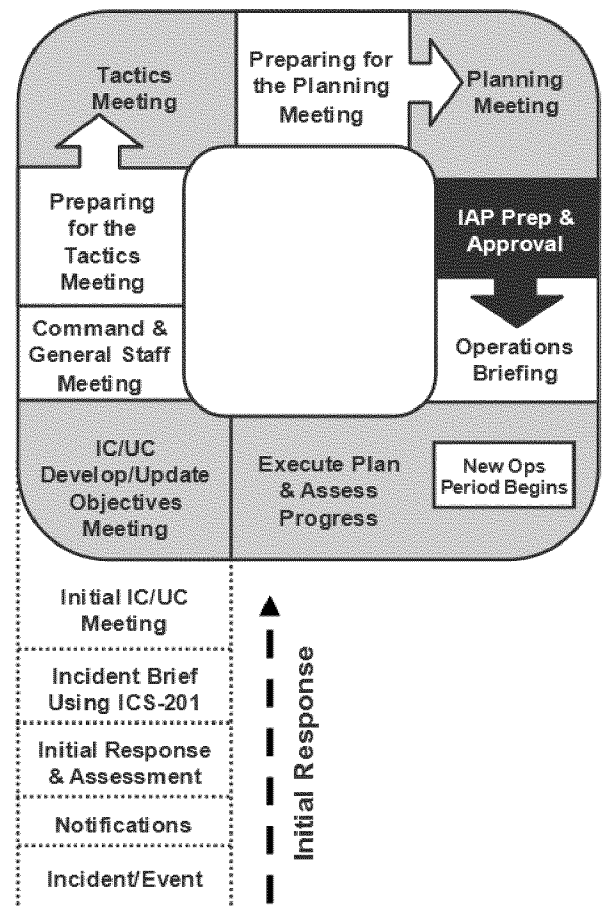 Tactics
Meeting
Preparing for
the Planning
Meeting
Planning
Meeting
Preparing
for the
Tactics
Meeting
IAP Prep &
Approval
Command &
General Staff
Meeting
Operations
Briefing
IC/UC
Develop/Update
Objectives
Meeting
Execute Plan
& Assess
Progress
New Ops
Period Begins
Initial IC/UC
Meeting
Incident Brief
Using ICS-201
Initial Response
& Assessment
Notifications
Incident/Event
Initial Response